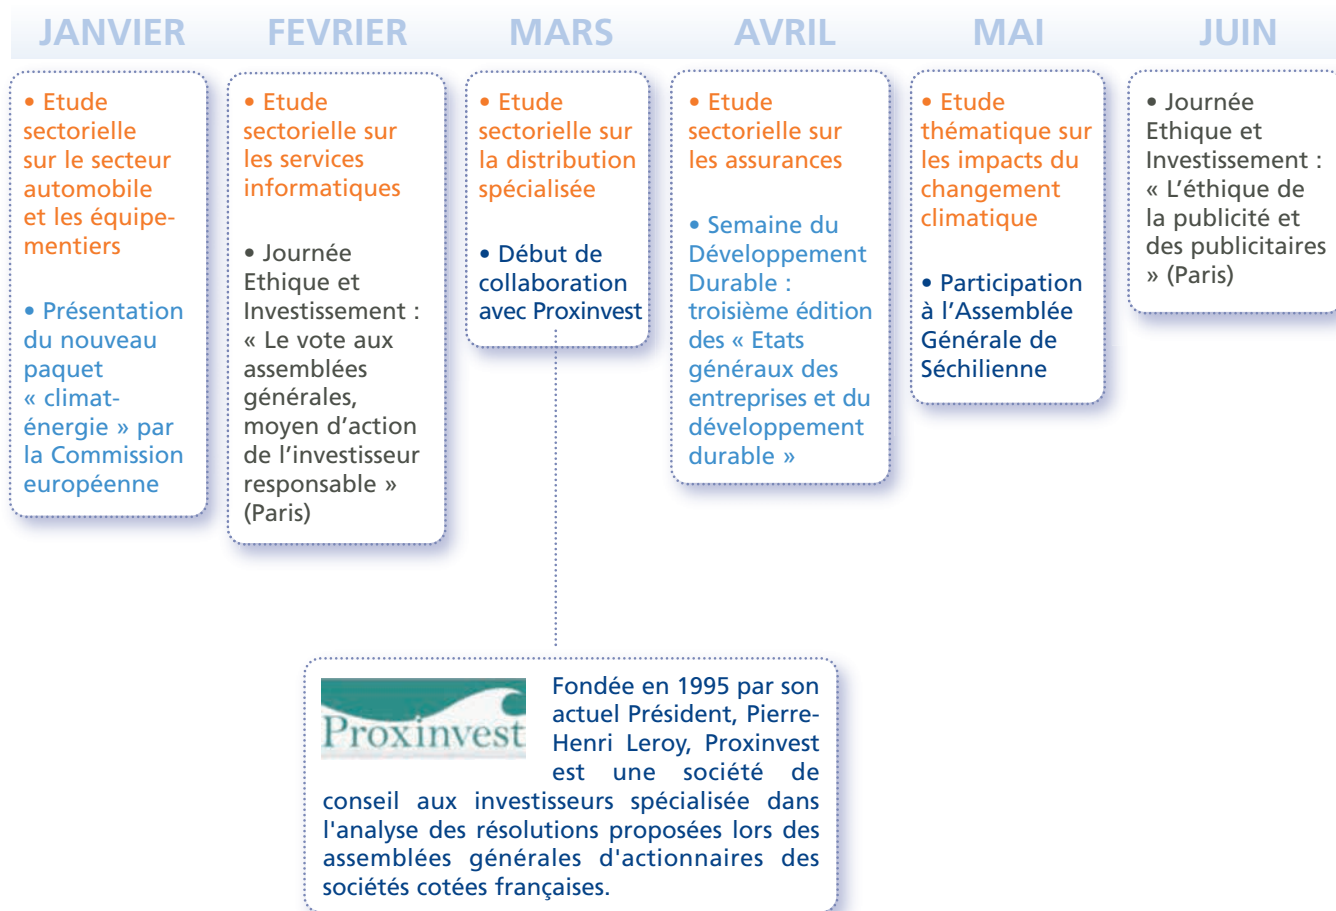 JANVIER FEVRIER MARS AVRIL MAI JUIN
• Etude
sectorielle
sur le secteur
automobile
et les équipe-
mentiers
• Présentation
du nouveau
paquet
« climat-
énergie » par
la Commission
européenne
• Etude
sectorielle sur
les services
informatiques
• Journée
Ethique et
Investissement :
« Le vote aux
assemblées
générales,
moyen d’action
de l’investisseur
responsable »
(Paris)
• Etude
sectorielle sur
la distribution
spécialisée
• Début de
collaboration
avec Proxinvest
• Etude
sectorielle sur
les assurances
• Semaine du
Développement
Durable :
troisième édition
des « Etats
généraux des
entreprises et du
développement
durable »
• Etude
thématique sur
les impacts du
changement
climatique
• Participation
à l’Assemblée
Générale de
Séchilienne
• Journée
Ethique et
Investissement :
« L’éthique de
la publicité et
des publicitaires
» (Paris)
Proxinvest
Fondée en 1995 par son
actuel Président, Pierre-
Henri Leroy, Proxinvest
est une société de
conseil aux investisseurs spécialisée dans
l'analyse des résolutions proposées lors des
assemblées générales d'actionnaires des
sociétés cotées françaises.